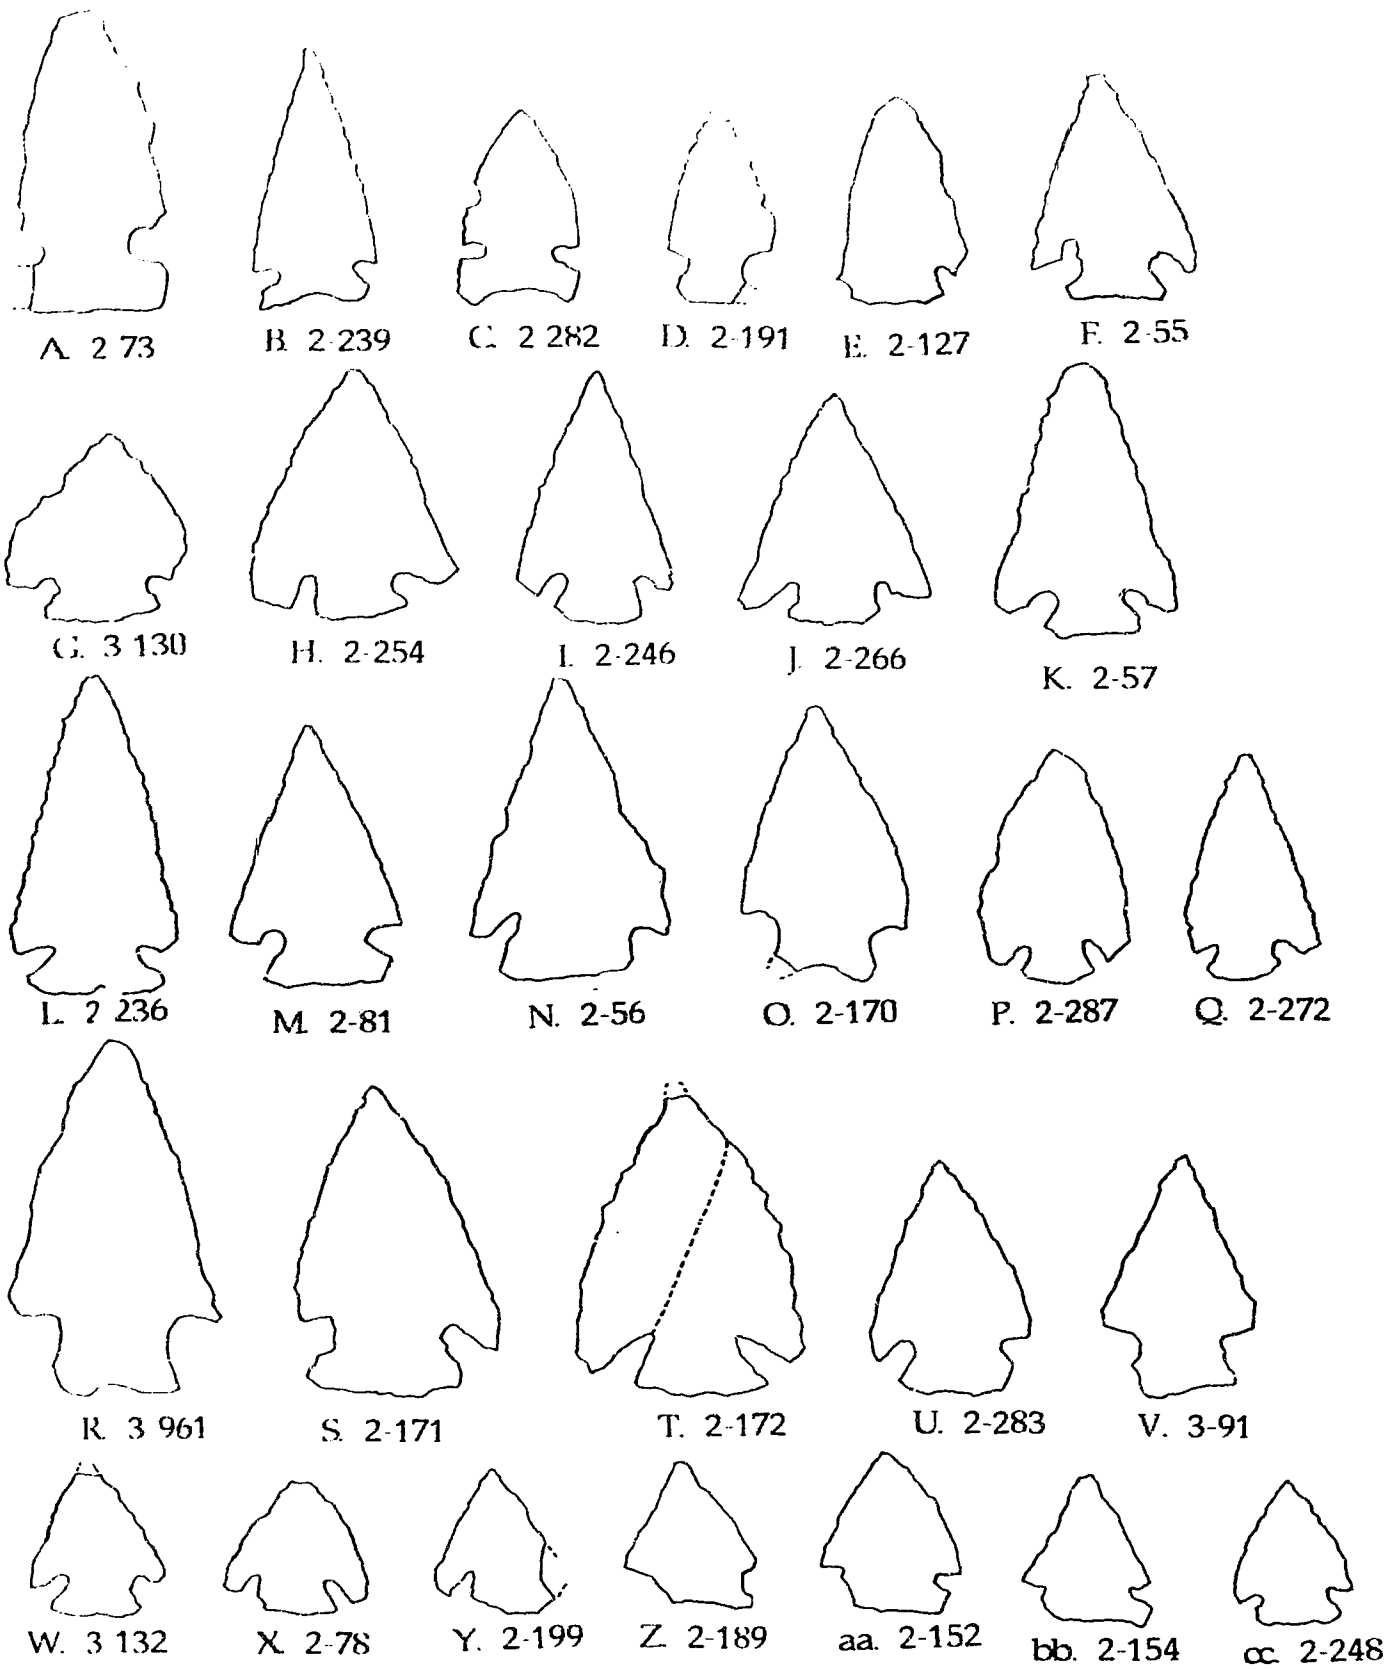 A. 2 73 B. 2-239 C. 2 282 D. 2-191 E. 2-127 F. 2-55
G. 3 130 H. 2-254 I. 2-246 J. 2-266 K. 2-57
L. 2 236 M. 2-81 N. 2-56 O. 2-170 P. 2-287 Q. 2-272
R. 3 961 S. 2-171 T. 2-172 U. 2-283 V. 3-91
W. 3 132 X. 2-78 Y. 2-199 Z. 2-189 aa. 2-152 bb. 2-154 cc. 2-248